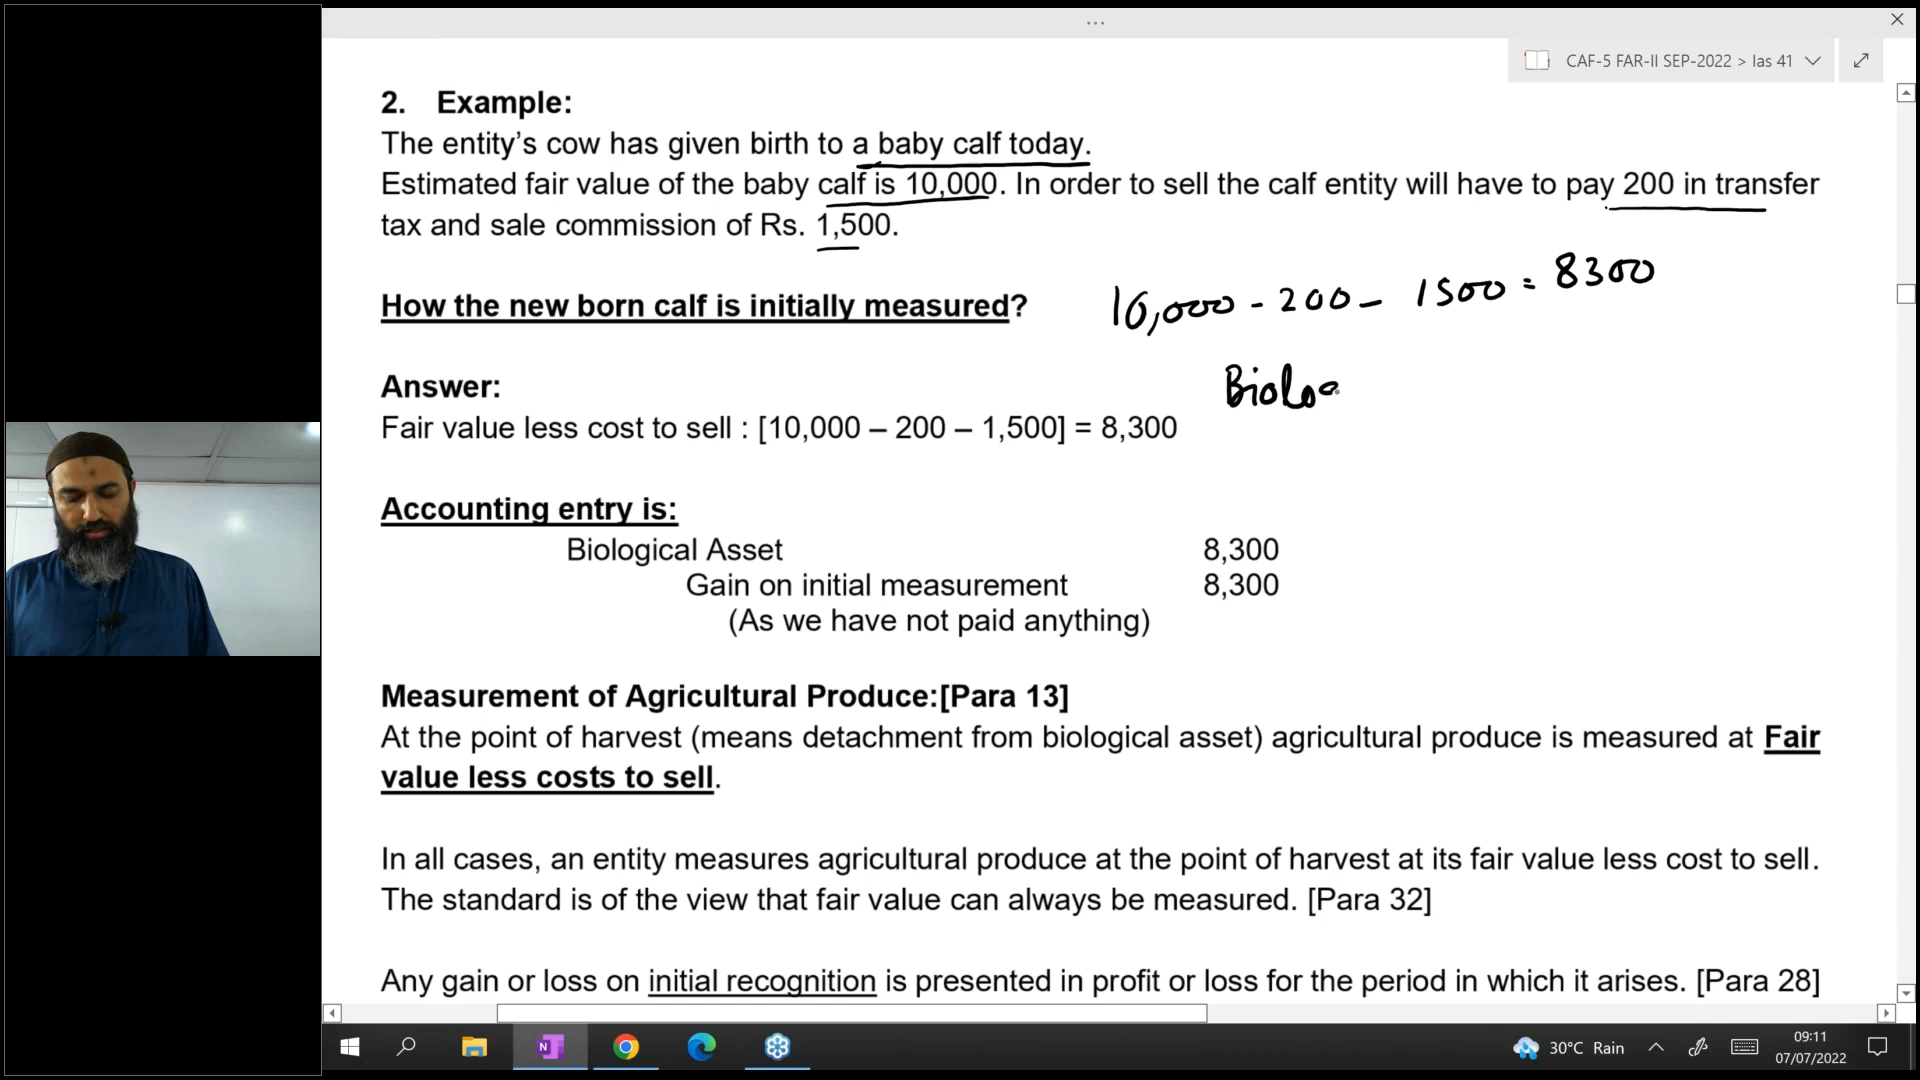 CAF-5 FAR-II SEP-2022 > Ias 41
2. Example:
The entity's cow has given birth to a baby calf today.
Estimated fair value of the baby calf is 10,000. In order to sell the calf entity will have to pay 200 in transfer
tax and sale commission of Rs. 1,500.
How the new born calf is initially measured?
10,000 - 200 - 1500 = 8300
Answer:
Biolo
Fair value less cost to sell : [10,000 – 200 – 1,500] = 8,300
Accounting entry is:
Biological Asset 8,300
Gain on initial measurement 8,300
(As we have not paid anything)
Measurement of Agricultural Produce:[Para 13]
At the point of harvest (means detachment from biological asset) agricultural produce is measured at Fair
value less costs to sell.
In all cases, an entity measures agricultural produce at the point of harvest at its fair value less cost to sell.
The standard is of the view that fair value can always be measured. [Para 32]
Any gain or loss on initial recognition is presented in profit or loss for the period in which it arises. [Para 28]
N
30°C Rain
09:11
07/07/2022